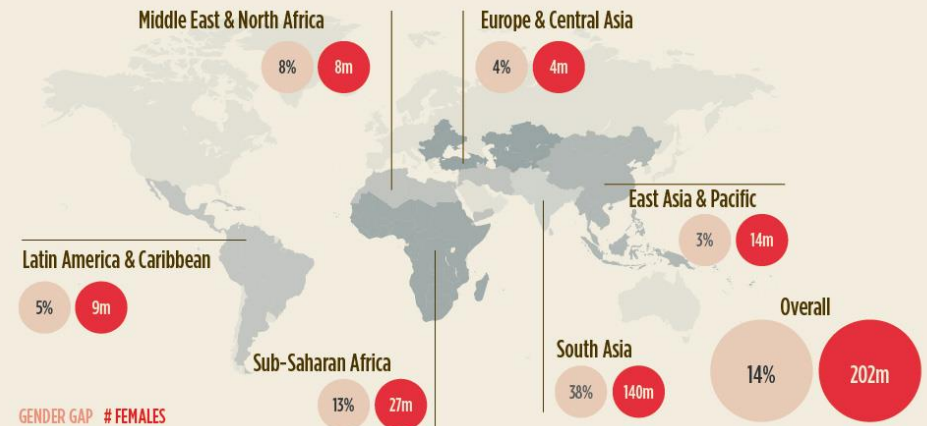 Middle East & North Africa
8% 8m
Europe & Central Asia
4% 4m
East Asia & Pacific
3% 14m
Latin America & Caribbean
5% 9m
Overall
14% 202m
South Asia
38% 140m
Sub-Saharan Africa
13% 27m
GENDER GAP # FEMALES